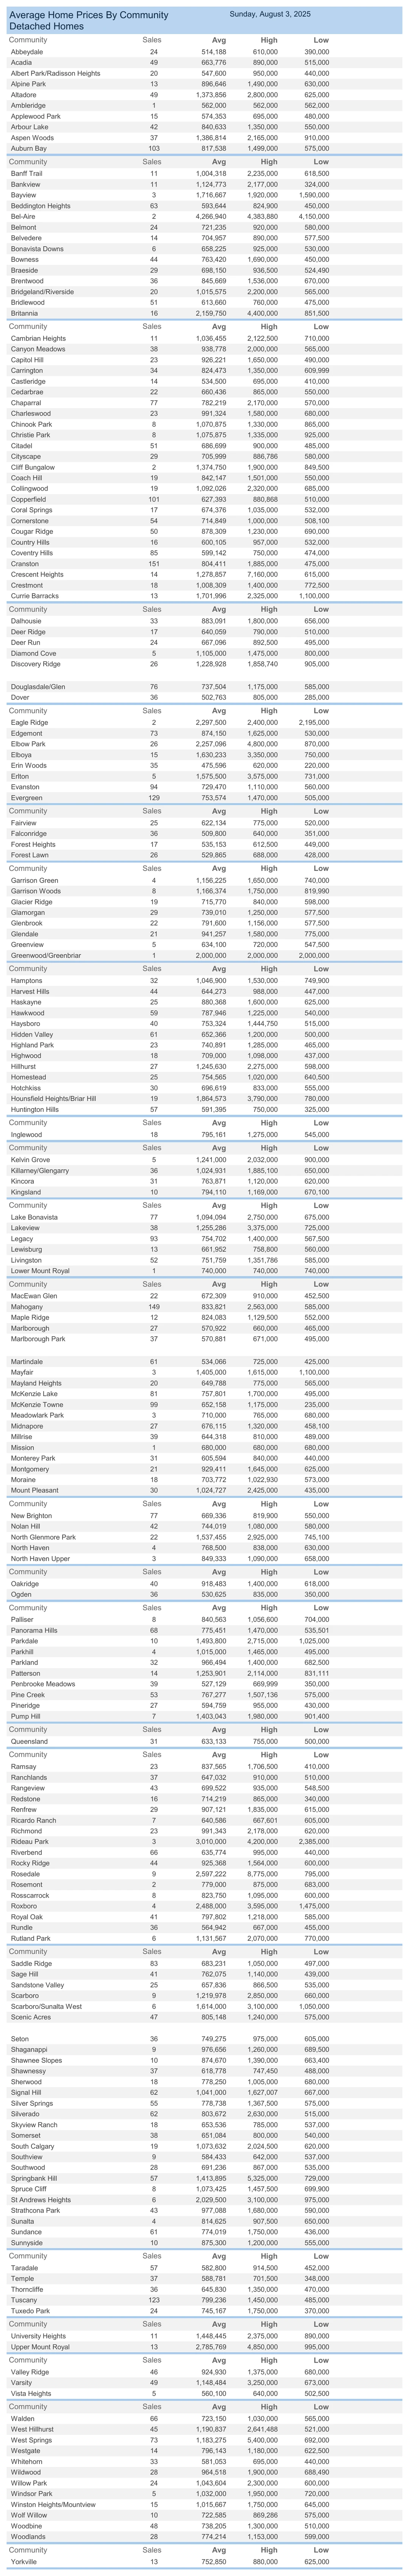 Average Home Prices By Community Sunday, August 3, 2025
Detached Homes
Community Sales Avg High Low
Abbeydale 24 514,188 610,000 390,000
Acadia 49 663,776 890,000 515,000
Albert Park/Radisson Heights 20 547,600 950,000 440,000
Alpine Park 13 896,646 1,490,000 630,000
Altadore 49 1,373,856 2,800,000 625,000
Ambleridge 1 562,000 562,000 562,000
Applewood Park 15 574,353 695,000 480,000
Arbour Lake 42 840,633 1,350,000 550,000
Aspen Woods 37 1,386,814 2,165,000 910,000
Auburn Bay 103 817,538 1,499,000 575,000
Community Sales Avg High Low
Banff Trail 11 1,004,318 2,235,000 618,500
Bankview 11 1,124,773 2,177,000 324,000
Bayview 3 1,716,667 1,920,000 1,590,000
Beddington Heights 63 593,644 824,900 450,000
Bel-Aire 2 4,266,940 4,383,880 4,150,000
Belmont 24 721,235 920,000 580,000
Belvedere 14 704,957 890,000 577,500
Bonavista Downs 6 658,225 925,000 530,000
Bowness 44 763,420 1,690,000 450,000
Braeside 29 698,150 936,500 524,490
Brentwood 36 845,669 1,536,000 670,000
Bridgeland/Riverside 20 1,015,575 2,200,000 565,000
Bridlewood 51 613,660 760,000 475,000
Britannia 16 2,159,750 4,400,000 851,500
Community Sales Avg High Low
Cambrian Heights 11 1,036,455 2,122,500 710,000
Canyon Meadows 38 938,778 2,000,000 565,000
Capitol Hill 23 926,221 1,650,000 490,000
Carrington 34 824,473 1,350,000 609,999
Castleridge 14 534,500 695,000 410,000
Cedarbrae 22 660,436 865,000 550,000
Chaparral 77 782,219 2,170,000 570,000
Charleswood 23 991,324 1,580,000 680,000
Chinook Park 8 1,070,875 1,330,000 865,000
Christie Park 8 1,075,875 1,335,000 925,000
Citadel 51 686,699 900,000 485,000
Cityscape 29 705,999 886,786 580,000
Cliff Bungalow 2 1,374,750 1,900,000 849,500
Coach Hill 19 842,147 1,501,000 550,000
Collingwood 19 1,092,026 2,320,000 685,000
Copperfield 101 627,393 880,868 510,000
Coral Springs 17 674,376 1,035,000 532,000
Cornerstone 54 714,849 1,000,000 508,100
Cougar Ridge 50 878,309 1,230,000 690,000
Country Hills 16 600,105 957,000 532,000
Coventry Hills 85 599,142 750,000 474,000
Cranston 151 804,411 1,885,000 475,000
Crescent Heights 14 1,278,857 7,160,000 615,000
Crestmont 18 1,008,309 1,400,000 772,500
Currie Barracks 13 1,701,996 2,325,000 1,100,000
Community Sales Avg High Low
Dalhousie 33 883,091 1,800,000 656,000
Deer Ridge 17 640,059 790,000 510,000
Deer Run 24 667,096 892,500 495,000
Diamond Cove 5 1,105,000 1,475,000 800,000
Discovery Ridge 26 1,228,928 1,858,740 905,000
Douglasdale/Glen 76 737,504 1,175,000 585,000
Dover 36 502,763 805,000 285,000
Community Sales Avg High Low
Eagle Ridge 2 2,297,500 2,400,000 2,195,000
Edgemont 73 874,150 1,625,000 530,000
Elbow Park 26 2,257,096 4,800,000 870,000
Elboya 15 1,630,233 3,350,000 750,000
Erin Woods 35 475,596 620,000 220,000
Erlton 5 1,575,500 3,575,000 731,000
Evanston 94 729,470 1,110,000 560,000
Evergreen 129 753,574 1,470,000 505,000
Community Sales Avg High Low
Fairview 25 622,134 775,000 520,000
Falconridge 36 509,800 640,000 351,000
Forest Heights 17 535,153 612,500 449,000
Forest Lawn 26 529,865 688,000 428,000
Community Sales Avg High Low
Garrison Green 4 1,156,225 1,650,000 740,000
Garrison Woods 8 1,166,374 1,750,000 819,990
Glacier Ridge 19 715,770 840,000 598,000
Glamorgan 29 739,010 1,250,000 577,500
Glenbrook 22 791,600 1,156,000 577,500
Glendale 21 941,257 1,580,000 775,000
Greenview 5 634,100 720,000 547,500
Greenwood/Greenbriar 1 2,000,000 2,000,000 2,000,000
Community Sales Avg High Low
Hamptons 32 1,046,900 1,530,000 749,900
Harvest Hills 44 644,273 988,000 447,000
Haskayne 25 880,368 1,600,000 625,000
Hawkwood 59 787,946 1,225,000 540,000
Haysboro 40 753,324 1,444,750 515,000
Hidden Valley 61 652,366 1,200,000 500,000
Highland Park 23 740,891 1,285,000 465,000
Highwood 18 709,000 1,098,000 437,000
Hillhurst 27 1,245,630 2,275,000 598,000
Homestead 25 754,565 1,020,000 640,500
Hotchkiss 30 696,619 833,000 555,000
Hounsfield Heights/Briar Hill 19 1,864,573 3,790,000 780,000
Huntington Hills 57 591,395 750,000 325,000
Community Sales Avg High Low
Inglewood 18 795,161 1,275,000 545,000
Community Sales Avg High Low
Kelvin Grove 5 1,241,000 2,032,000 900,000
Killarney/Glengarry 36 1,024,931 1,885,100 650,000
Kincora 31 763,871 1,120,000 620,000
Kingsland 10 794,110 1,169,000 670,100
Community Sales Avg High Low
Lake Bonavista 77 1,094,094 2,750,000 675,000
Lakeview 38 1,255,286 3,375,000 725,000
Legacy 93 754,702 1,400,000 567,500
Lewisburg 13 661,952 758,800 560,000
Livingston 52 751,759 1,351,786 585,000
Lower Mount Royal 1 740,000 740,000 740,000
Community Sales Avg High Low
MacEwan Glen 22 672,309 910,000 452,500
Mahogany 149 833,821 2,563,000 585,000
Maple Ridge 12 824,083 1,129,500 552,000
Marlborough 27 570,922 660,000 465,000
Marlborough Park 37 570,881 671,000 495,000
Martindale 61 534,066 725,000 425,000
Mayfair 3 1,405,000 1,615,000 1,100,000
Mayland Heights 20 649,788 775,000 565,000
McKenzie Lake 81 757,801 1,700,000 495,000
McKenzie Towne 99 652,158 1,175,000 235,000
Meadowlark Park 3 710,000 765,000 680,000
Midnapore 27 676,115 1,320,000 458,100
Millrise 39 644,318 810,000 489,000
Mission 1 680,000 680,000 680,000
Monterey Park 31 605,594 840,000 440,000
Montgomery 21 929,411 1,645,000 625,000
Moraine 18 703,772 1,022,930 573,000
Mount Pleasant 30 1,024,727 2,425,000 435,000
Community Sales Avg High Low
New Brighton 77 669,336 819,900 550,000
Nolan Hill 42 744,019 1,080,000 580,000
North Glenmore Park 22 1,537,455 2,925,000 745,100
North Haven 4 768,500 838,000 630,000
North Haven Upper 3 849,333 1,090,000 658,000
Community Sales Avg High Low
Oakridge 40 918,483 1,400,000 618,000
Ogden 36 530,625 835,000 350,000
Community Sales Avg High Low
Palliser 8 840,563 1,056,600 704,000
Panorama Hills 68 775,451 1,470,000 535,501
Parkdale 10 1,493,800 2,715,000 1,025,000
Parkhill 4 1,015,000 1,465,000 495,000
Parkland 32 966,494 1,400,000 682,500
Patterson 14 1,253,901 2,114,000 831,111
Penbrooke Meadows 39 527,129 669,999 350,000
Pine Creek 53 767,277 1,507,136 575,000
Pineridge 27 594,759 955,000 430,000
Pump Hill 7 1,403,043 1,980,000 901,400
Community Sales Avg High Low
Queensland 31 633,133 755,000 500,000
Community Sales Avg High Low
Ramsay 23 837,565 1,706,500 410,000
Ranchlands 37 647,032 910,000 510,000
Rangeview 43 699,522 935,000 548,500
Redstone 16 714,219 865,000 340,000
Renfrew 29 907,121 1,835,000 615,000
Ricardo Ranch 7 640,586 667,601 605,000
Richmond 23 991,343 2,178,000 620,000
Rideau Park 3 3,010,000 4,200,000 2,385,000
Riverbend 66 635,774 995,000 440,000
Rocky Ridge 44 925,368 1,564,000 600,000
Rosedale 9 2,597,222 8,775,000 795,000
Rosemont 2 779,000 875,000 683,000
Rosscarrock 8 823,750 1,095,000 600,000
Roxboro 4 2,488,000 3,595,000 1,475,000
Royal Oak 41 797,802 1,218,000 585,000
Rundle 36 564,942 667,000 455,000
Rutland Park 6 1,131,567 2,070,000 770,000
Community Sales Avg High Low
Saddle Ridge 83 683,231 1,050,000 497,000
Sage Hill 41 762,075 1,140,000 439,000
Sandstone Valley 25 657,836 866,500 535,000
Scarboro 9 1,219,978 2,850,000 660,000
Scarboro/Sunalta West 6 1,614,000 3,100,000 1,050,000
Scenic Acres 47 805,148 1,240,000 575,000
Seton 36 749,275 975,000 605,000
Shaganappi 9 976,656 1,260,000 689,500
Shawnee Slopes 10 874,670 1,390,000 663,400
Shawnessy 37 618,778 747,450 488,000
Sherwood 18 778,250 1,005,000 680,000
Signal Hill 62 1,041,000 1,627,007 667,000
Silver Springs 55 778,738 1,367,500 575,000
Silverado 62 803,672 2,630,000 515,000
Skyview Ranch 18 653,536 785,000 537,000
Somerset 38 651,084 800,000 540,000
South Calgary 19 1,073,632 2,024,500 620,000
Southview 9 584,433 642,000 537,000
Southwood 28 691,236 867,000 535,000
Springbank Hill 57 1,413,895 5,325,000 729,000
Spruce Cliff 8 1,073,425 1,457,500 699,900
St Andrews Heights 6 2,029,500 3,100,000 975,000
Strathcona Park 43 977,088 1,680,000 590,000
Sunalta 4 814,625 907,500 650,000
Sundance 61 774,019 1,750,000 436,000
Sunnyside 10 875,300 1,200,000 555,000
Community Sales Avg High Low
Taradale 57 582,800 914,500 452,000
Temple 37 588,781 701,500 348,000
Thorncliffe 36 645,830 1,350,000 470,000
Tuscany 123 799,236 1,450,000 485,000
Tuxedo Park 24 745,167 1,750,000 370,000
Community Sales Avg High Low
University Heights 11 1,448,445 2,375,000 890,000
Upper Mount Royal 13 2,785,769 4,850,000 995,000
Community Sales Avg High Low
Valley Ridge 46 924,930 1,375,000 680,000
Varsity 49 1,148,484 3,250,000 673,000
Vista Heights 5 560,100 640,000 502,500
Community Sales Avg High Low
Walden 66 723,150 1,030,000 565,000
West Hillhurst 45 1,190,837 2,641,488 521,000
West Springs 73 1,183,275 5,400,000 692,000
Westgate 14 796,143 1,180,000 622,500
Whitehorn 33 581,053 695,000 440,000
Wildwood 28 964,518 1,900,000 688,490
Willow Park 24 1,043,604 2,300,000 600,000
Windsor Park 5 1,032,000 1,950,000 720,000
Winston Heights/Mountview 15 1,015,667 1,750,000 645,000
Wolf Willow 10 722,585 869,286 575,000
Woodbine 48 738,205 1,300,000 510,000
Woodlands 28 774,214 1,153,000 599,000
Community Sales Avg High Low
Yorkville 13 752,850 880,000 625,000